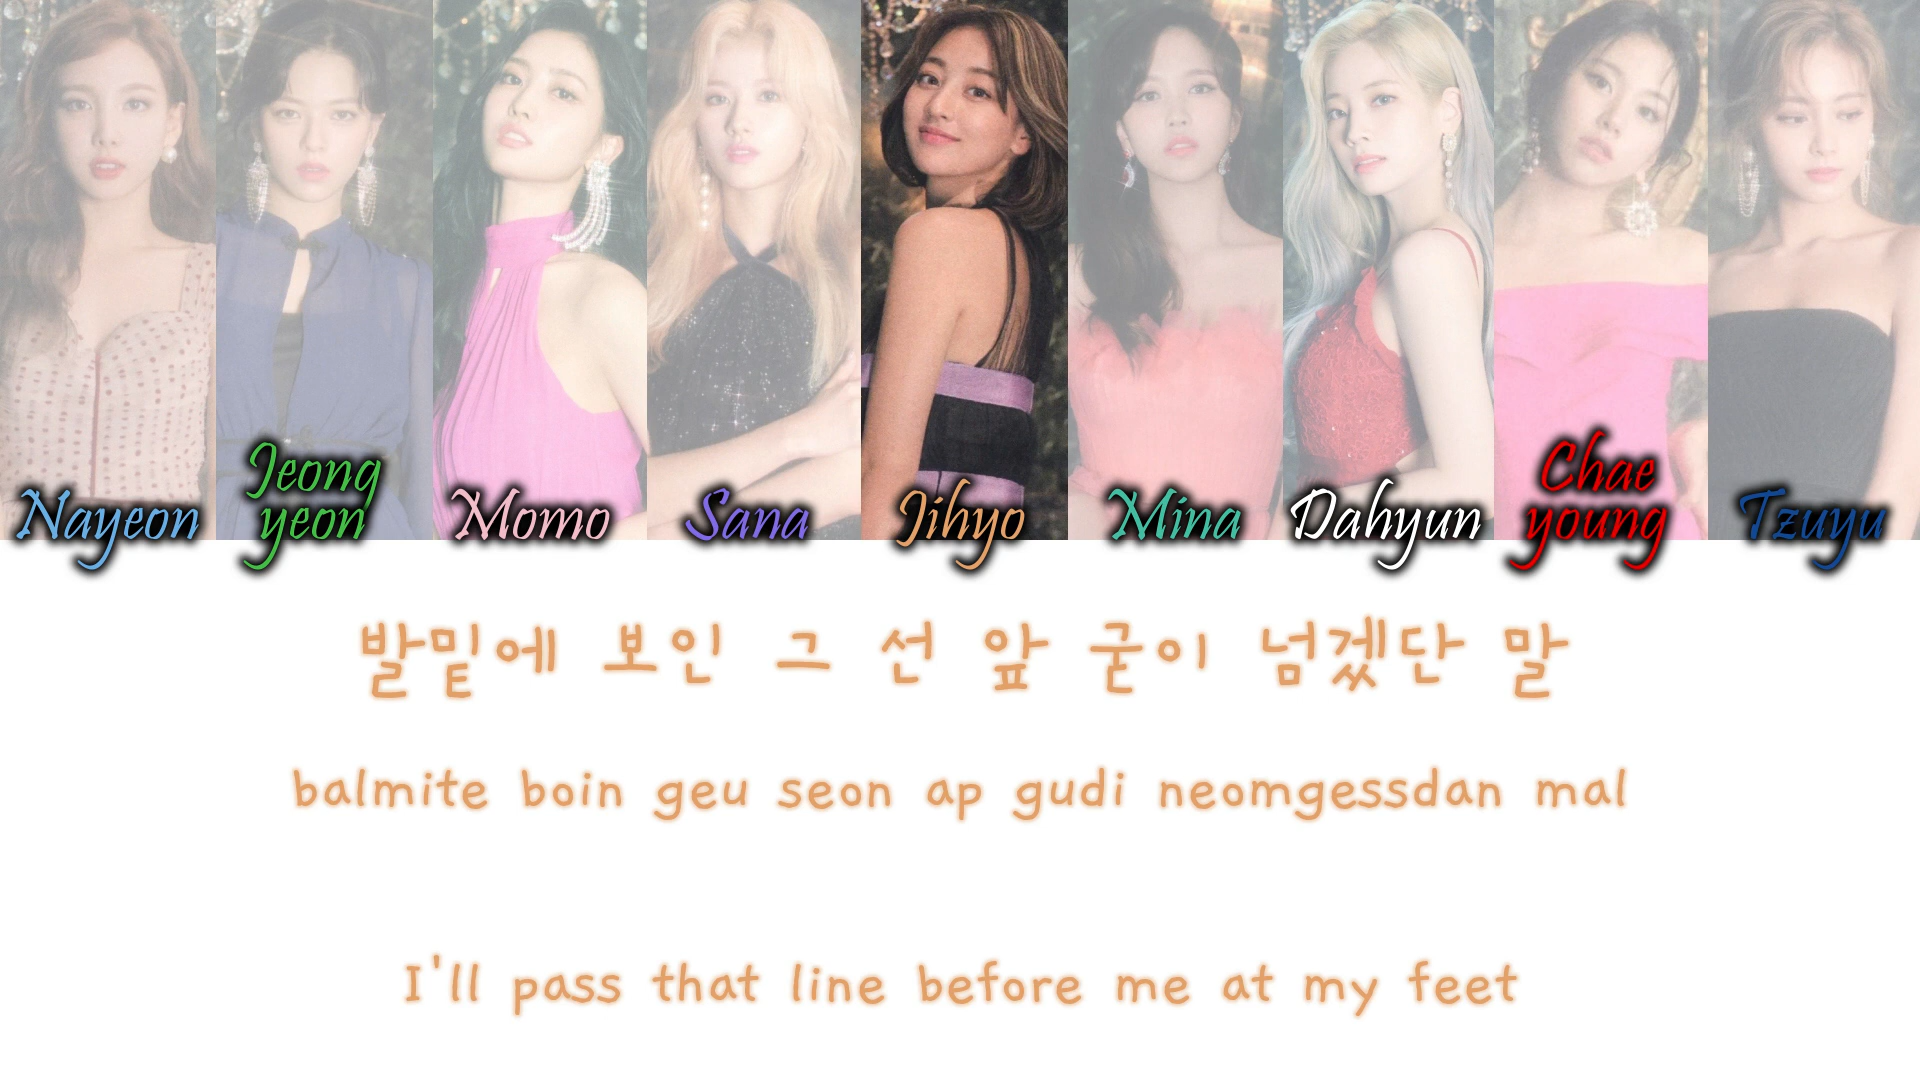 Nayeon
Jeong
yeon
Momo
Sana
Jihyo
Mina
Dahyun
Chae
young
Tzuyu
발밑에 보인 그 선 앞 굳이 넘겠단 말
balmite boin geu seon ap gudi neomgessdan mal
I'll pass that line before me at my feet